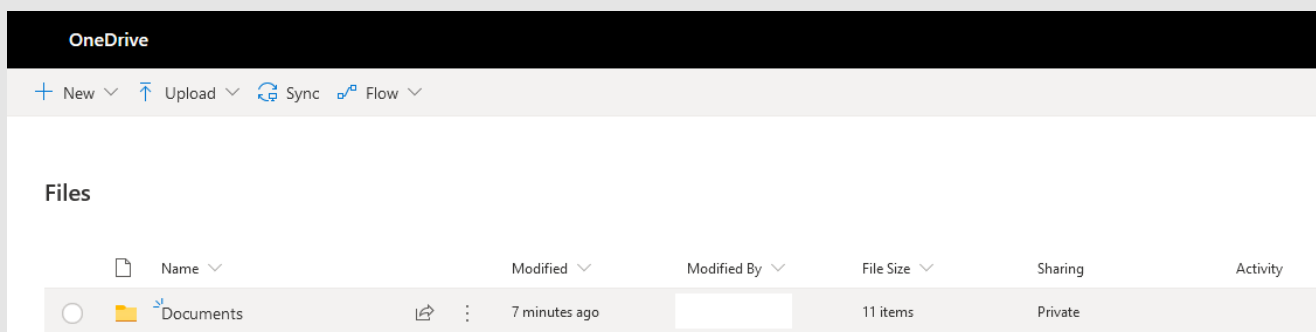 OneDrive
New Upload Sync Flow
Files
Name Modified Modified By File Size Sharing Activity
Documents 7 minutes ago 11 items Private